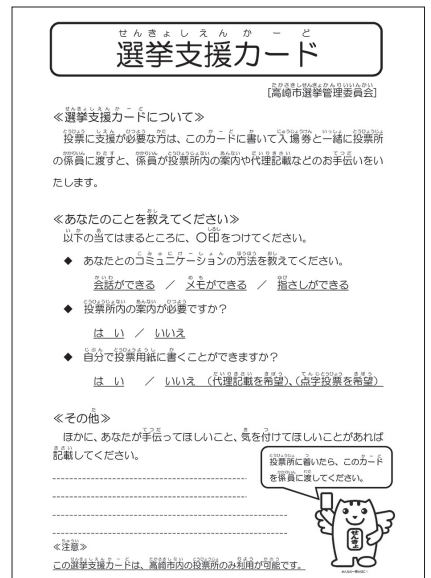 選挙支援カード
[高崎市選挙管理委員会]
≪選挙支援カードについて≫
投票に支援が必要な方は、このカードに書いて入場券と一緒に投票所
の係員に渡すと、係員が投票所内の案内や代理記載などのお手伝いをい
たします。
≪あなたのことを教えてください≫
以下の当てはまるところに、〇印をつけてください。
◆ あなたとのコミュニケーションの方法を教えてください。
会話ができる / メモができる / 指さしができる
◆ 投票所内の案内が必要ですか?
は い / いいえ
◆ 自分で投票用紙に書くことができますか?
は い / いいえ (代理記載を希望)、(点字投票を希望)
≪その他≫
ほかに、あなたが手伝ってほしいこと、気を付けてほしいことがあれば
記載してください。
投票所に着いたら、このカード
を係員に渡してください。
せんきょ
≪注意≫
この選挙支援カードは、高崎市内の投票所のみ利用が可能です。